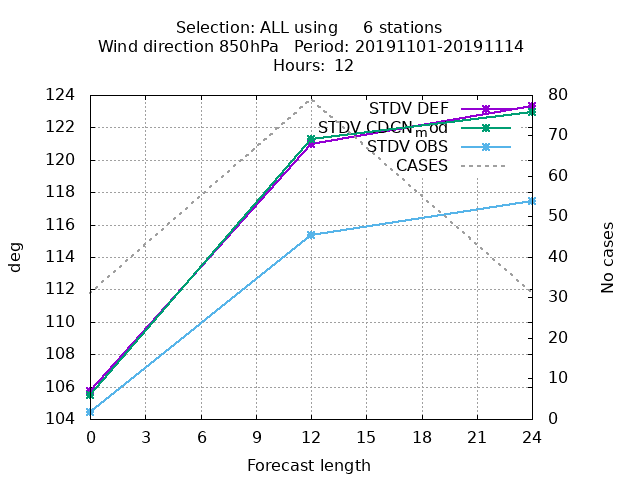 Selection: ALL using     6 stations
Wind direction 850hPa   Period: 20191101-20191114
Hours: 12
STDV DEF
STDV CDCN_mod
STDV OBS
CASES
124
122
120
118
116
114
112
110
108
106
104
deg
80
70
60
50
40
30
20
10
0
No cases
0 3 6 9 12 15 18 21 24
Forecast length